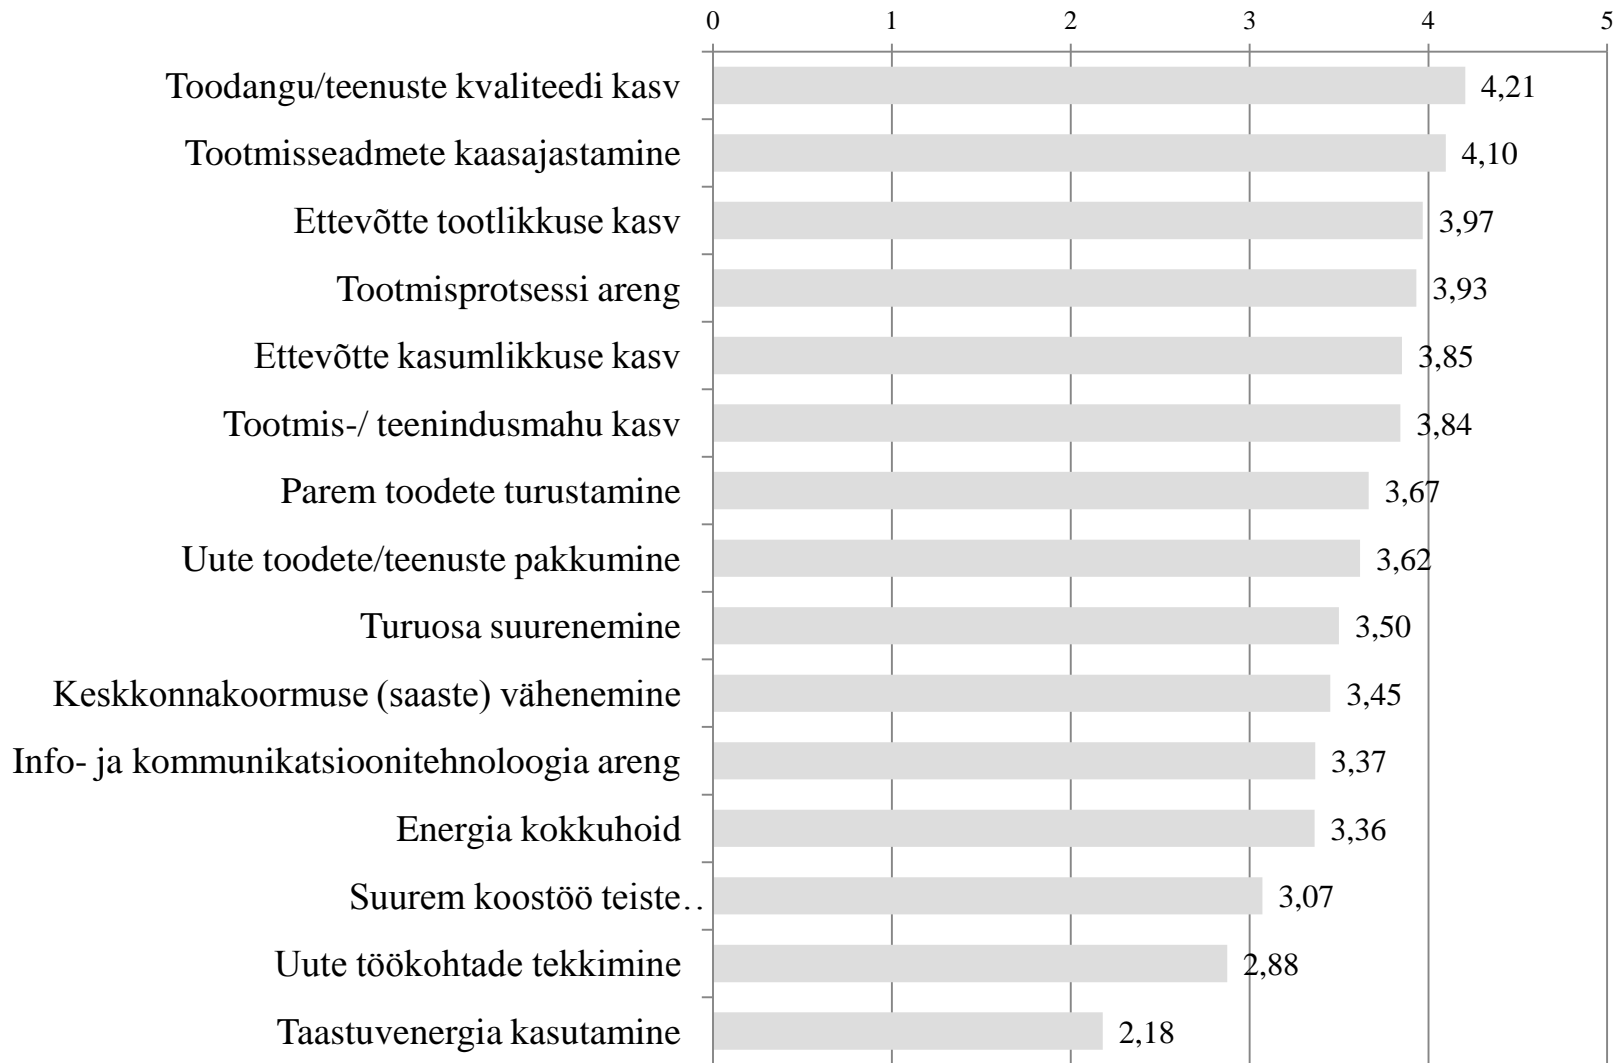 0 1 2 3 4 5
Toodangu/teenuste kvaliteedi kasv 4,21
Tootmisseadmete kaasajastamine 4,10
Ettevõtte tootlikkuse kasv 3,97
Tootmisprotsessi areng 3,93
Ettevõtte kasumlikkuse kasv 3,85
Tootmis-/ teenindusmahu kasv 3,84
Parem toodete turustamine 3,67
Uute toodete/teenuste pakkumine 3,62
Turuosa suurenemine 3,50
Keskkonnakoormuse (saaste) vähenemine 3,45
Info- ja kommunikatsioonitehnoloogia areng 3,37
Energia kokkuhoid 3,36
Suurem koostöö teiste.. 3,07
Uute töökohtade tekkimine 2,88
Taastuvenergia kasutamine 2,18